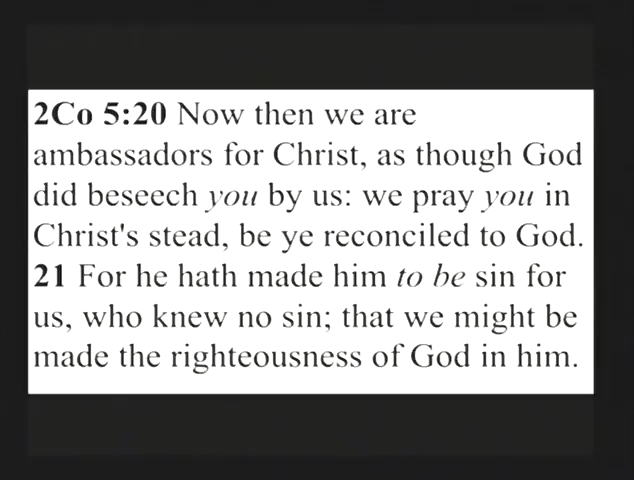 2Co 5:20 Now then we are
ambassadors for Christ, as though God
did beseech you by us: we pray you in
Christ's stead, be ye reconciled to God.
21 For he hath made him to be sin for
us, who knew no sin; that we might be
made the righteousness of God in him.